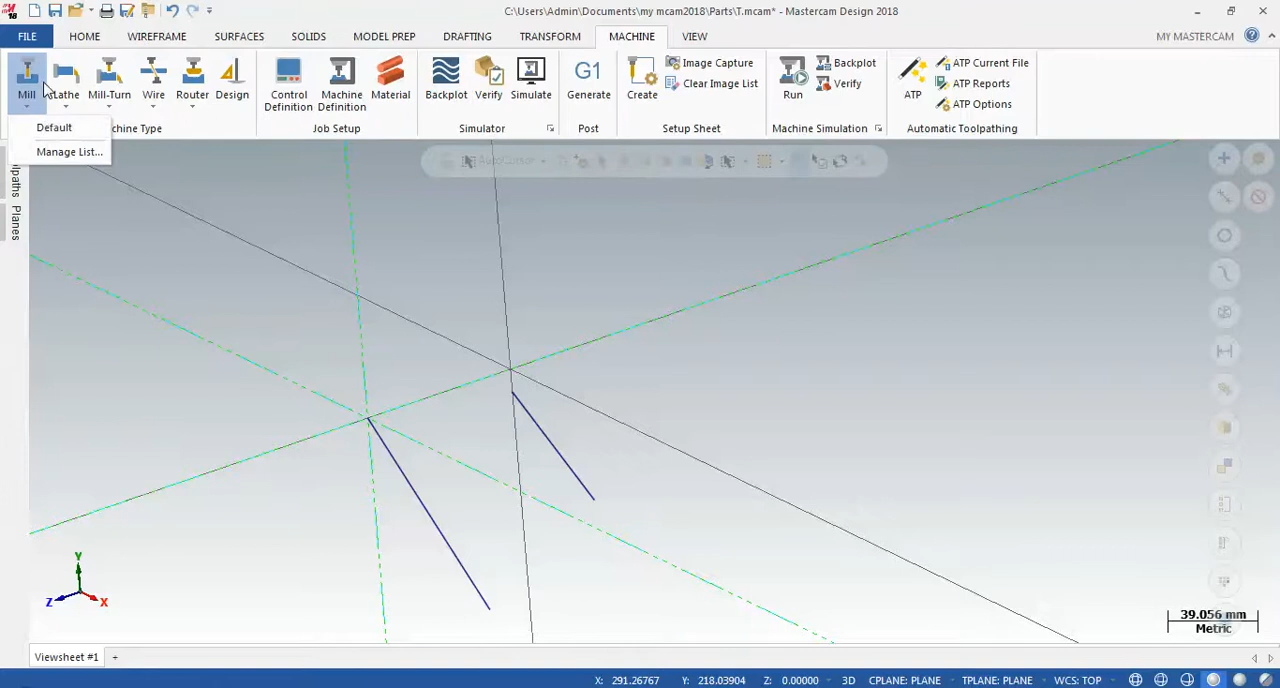 C:\Users\Admin\Documents\my mcam2018\Parts\T.mcam* - Mastercam Design 2018
FILE HOME WIREFRAME SURFACES SOLIDS MODEL PREP DRAFTING TRANSFORM MACHINE VIEW MY MASTERCAM
Mill Lathe Mill-Turn Wire Router Design
Control Definition Machine Definition Material
Backplot Verify Simulate
G1 Generate
Create Image Capture Clear Image List
Run Backplot Verify
ATP ATP Current File ATP Reports ATP Options
chine Type Job Setup Simulator Post Setup Sheet Machine Simulation Automatic Toolpathing
Default
Manage List...
AutoCursor
lpaths
Planes
Y
Z X
39.056 mm
Metric
Viewsheet #1 +
X: 291.26767 Y: 218.03904 Z: 0.00000 3D CPLANE: PLANE TPLANE: PLANE WCS: TOP